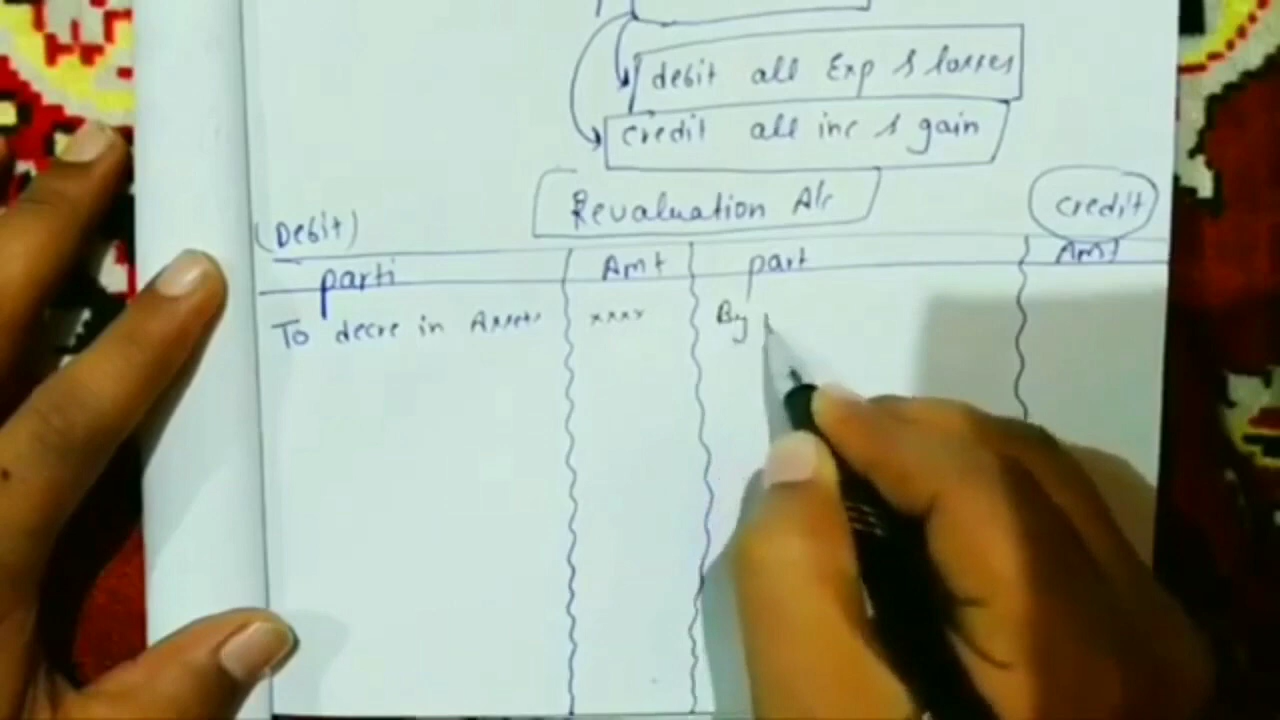 debit all Exp & losses
credit all inc & gain
Revaluation A/c
(Debit)
credit
parti Amt part Amt
To decre in Assets xxxx By